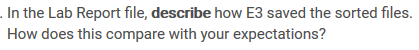 . In the Lab Report file, describe how E3 saved the sorted files.
How does this compare with your expectations?